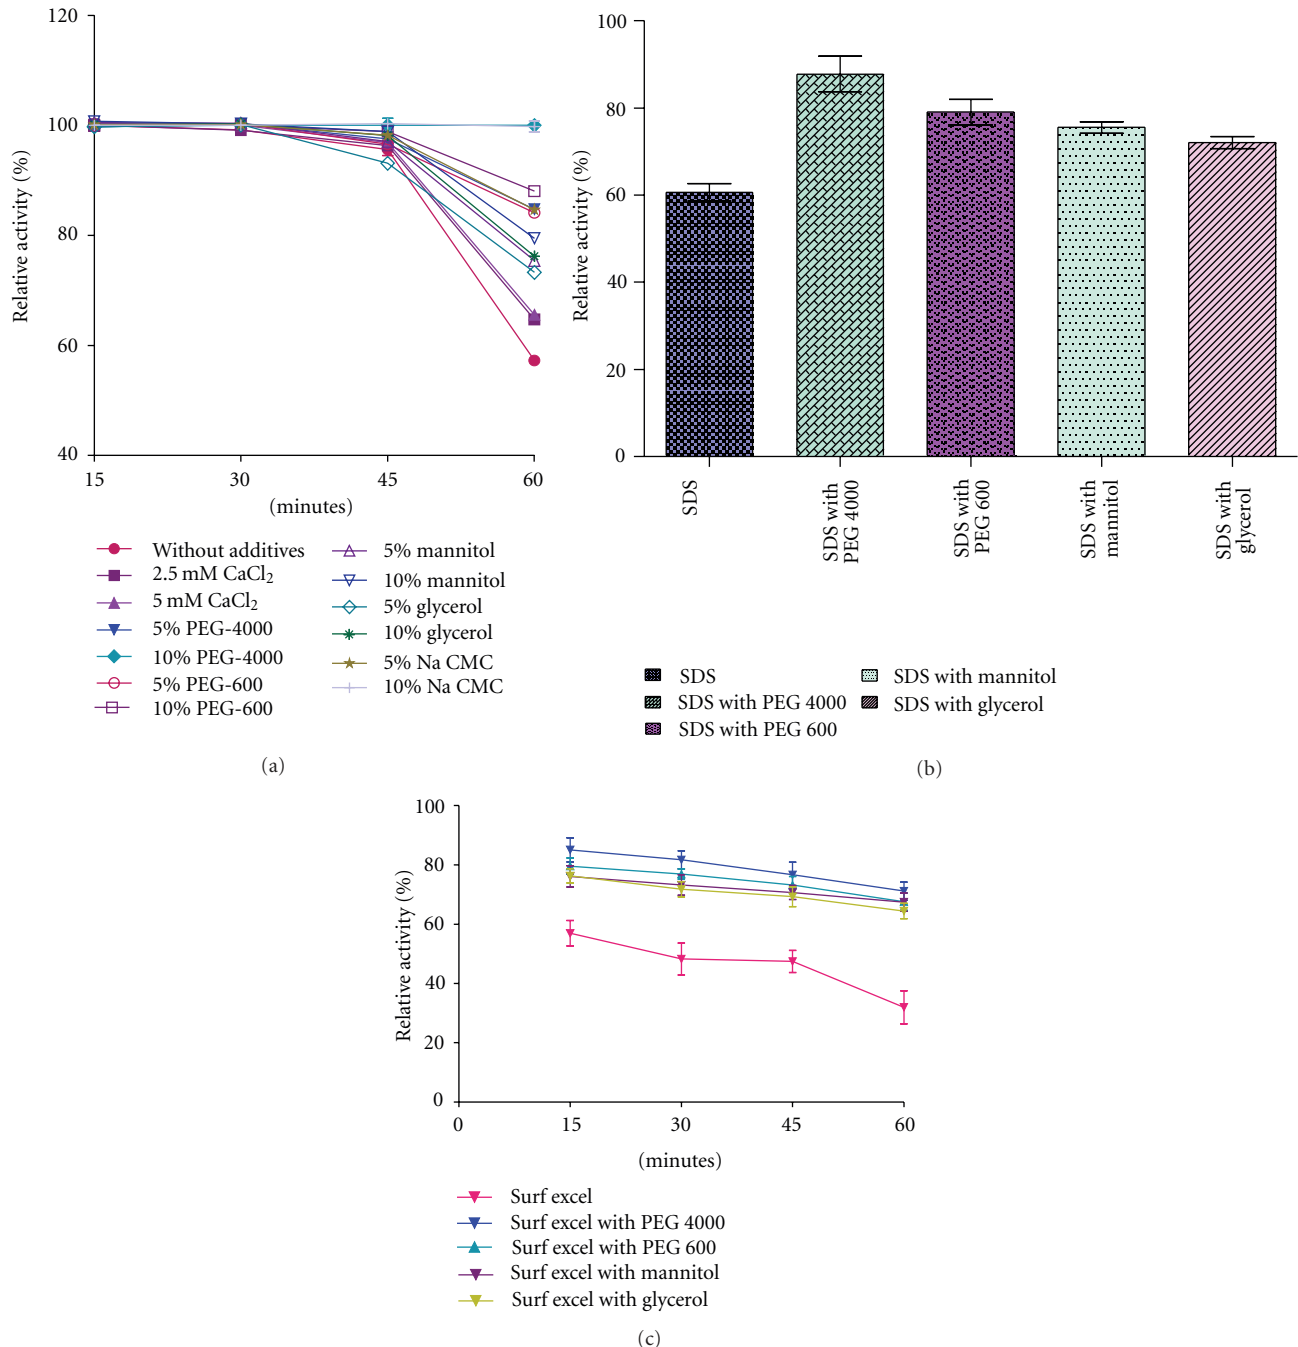 120
100
80
60
40
Relative activity (%)
15 30 45 60
(minutes)
Without additives
2.5 mM CaCl₂
5 mM CaCl₂
5% PEG-4000
10% PEG-4000
5% PEG-600
10% PEG-600
5% mannitol
10% mannitol
5% glycerol
10% glycerol
5% Na CMC
10% Na CMC
(a)
100
80
60
40
20
0
Relative activity (%)
SDS
SDS with
PEG 4000
SDS with
PEG 600
SDS with
mannitol
SDS with
glycerol
SDS
SDS with PEG 4000
SDS with PEG 600
SDS with mannitol
SDS with glycerol
(b)
100
80
60
40
20
0
Relative activity (%)
0 15 30 45 60
(minutes)
Surf excel
Surf excel with PEG 4000
Surf excel with PEG 600
Surf excel with mannitol
Surf excel with glycerol
(c)